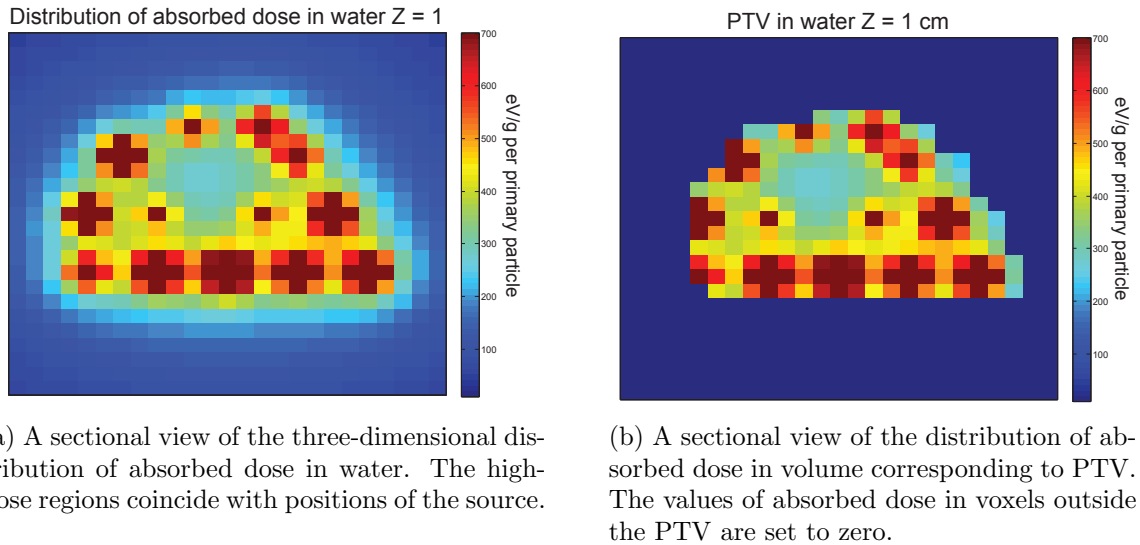 Distribution of absorbed dose in water Z = 1
700
600
500
400
300
200
100
eV/g per primary particle
) A sectional view of the three-dimensional dis-
ribution of absorbed dose in water. The high-
ose regions coincide with positions of the source.
PTV in water Z = 1 cm
700
600
500
400
300
200
100
eV/g per primary particle
(b) A sectional view of the distribution of ab-
sorbed dose in volume corresponding to PTV.
The values of absorbed dose in voxels outside
the PTV are set to zero.